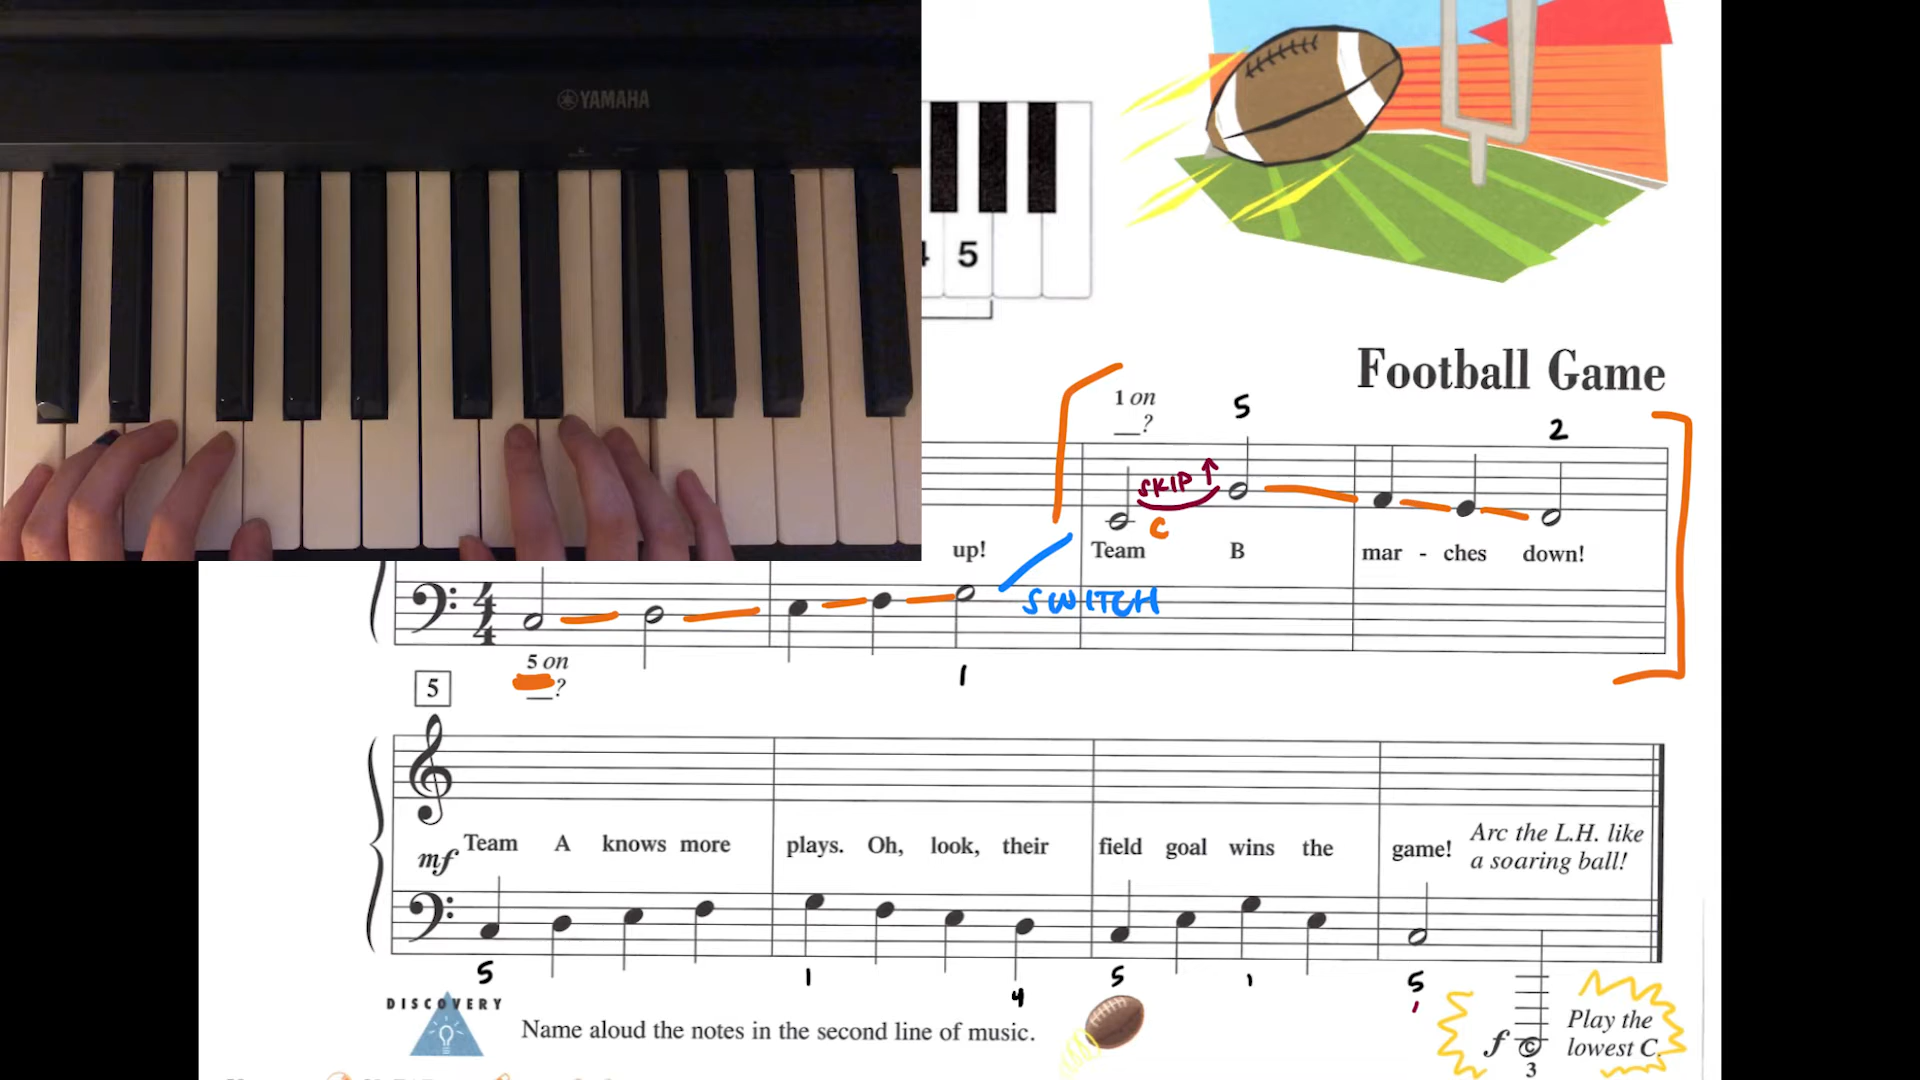 YAMAHA
5
Football Game
1 on
__?
5
2
SKIP
C
up!
Team B mar - ches down!
SWITCH
4
4
5 on
__?
1
5
mf
Team A knows more plays. Oh, look, their field goal wins the game!
Arc the L.H. like
a soaring ball!
5 1 4 5 1 5
1
DISCOVERY
Name aloud the notes in the second line of music.
f
C
3
Play the
lowest C.